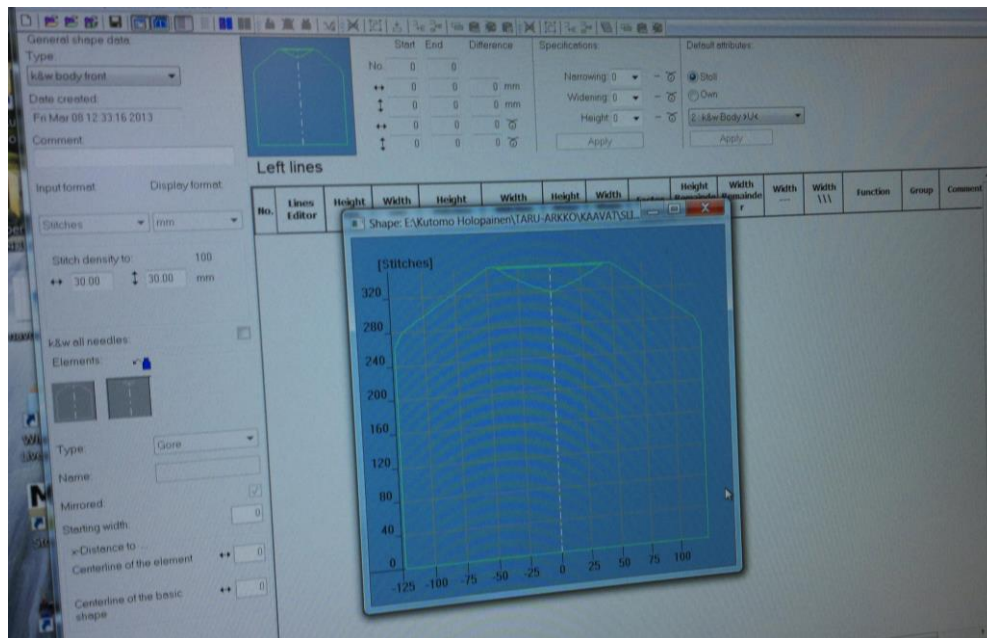 General shape data:
Type:
k&w body front
Date created:
Fri Mar 08 12:33:16 2013
Comment:
Input format: Display format:
Stitches mm
Stitch density to: 100
30.00 30.00 mm
k&w all needles:
Elements:
Type: Gore
Name:
Mirrored:
Starting width: 0
x-Distance to ...
Centerline of the element 0
Centerline of the basic shape 0
Start End Difference
No. 0 0
0 0 0 mm
0 0 0 mm
0 0 0
0 0 0
Specifications:
Narrowing: 0
Widening: 0
Height: 0
Apply
Default attributes:
Stoll
Own
2 : k&w Body >U<
Apply
Left lines
No. Lines Editor Height Width Height Width Height Width Height Width Remainder Width --- Width \\\ Function Group Comment
Shape: E:\Kutomo Holopainen\TARU-ARKKO\KAAVAT\
[Stitches]
320
280
240
200
160
120
80
40
0
-125 -100 -75 -50 -25 0 25 50 75 100